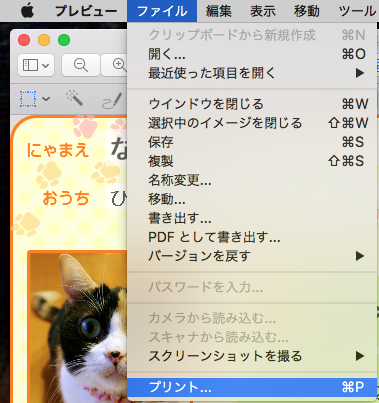 プレビュー ファイル 編集 表示 移動 ツール
クリップボードから新規作成 ⌘N
開く... ⌘O
最近使った項目を開く ▶
ウインドウを閉じる ⌘W
選択中のイメージを閉じる ⇧⌘W
保存 ⌘S
複製 ⇧⌘S
名称変更...
移動...
書き出す...
PDF として書き出す...
バージョンを戻す ▶
パスワードを入力...
カメラから読み込む...
スキャナから読み込む...
スクリーンショットを撮る ▶
プリント... ⌘P
にゃまえ な
おうち ひ